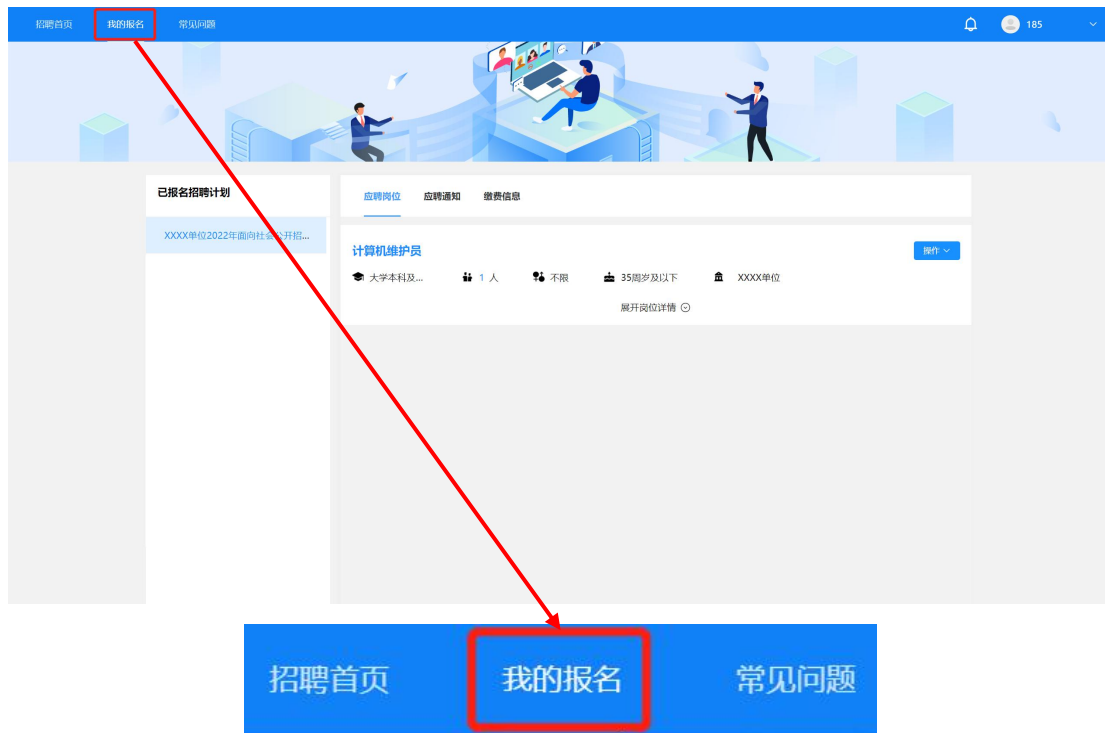 招聘首页 我的报名 常见问题 185
已报名招聘计划 应聘岗位 应聘通知 缴费信息
XXXX单位2022年面向社会公开招...
计算机维护员 操作
大学本科及... 1 人 不限 35周岁及以下 XXXX单位
展开岗位详情
招聘首页 我的报名 常见问题